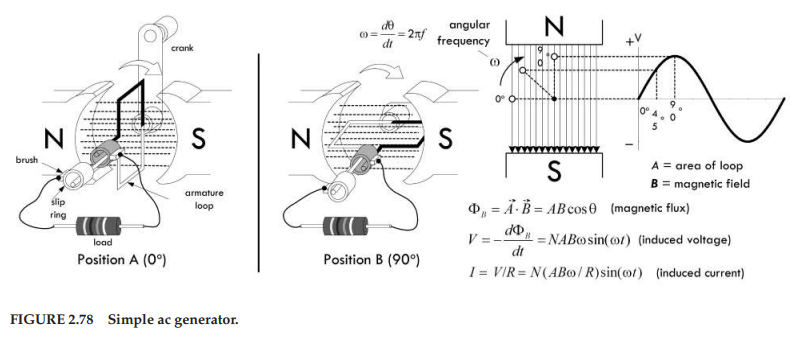 crank
N
S
brush
slip
ring
armature
loop
load
Position A (0°)
N
S
Position B (90°)
ω = dθ/dt = 2πf
angular
frequency
ω
0°
90°
N
S
+V
−
0°
45°
90°
A = area of loop
B = magnetic field
Φ_B = A⃗ · B⃗ = AB cos θ (magnetic flux)
V = − dΦ_B/dt = NABω sin(ωt) (induced voltage)
I = V/R = N(ABω / R) sin(ωt) (induced current)
FIGURE 2.78 Simple ac generator.